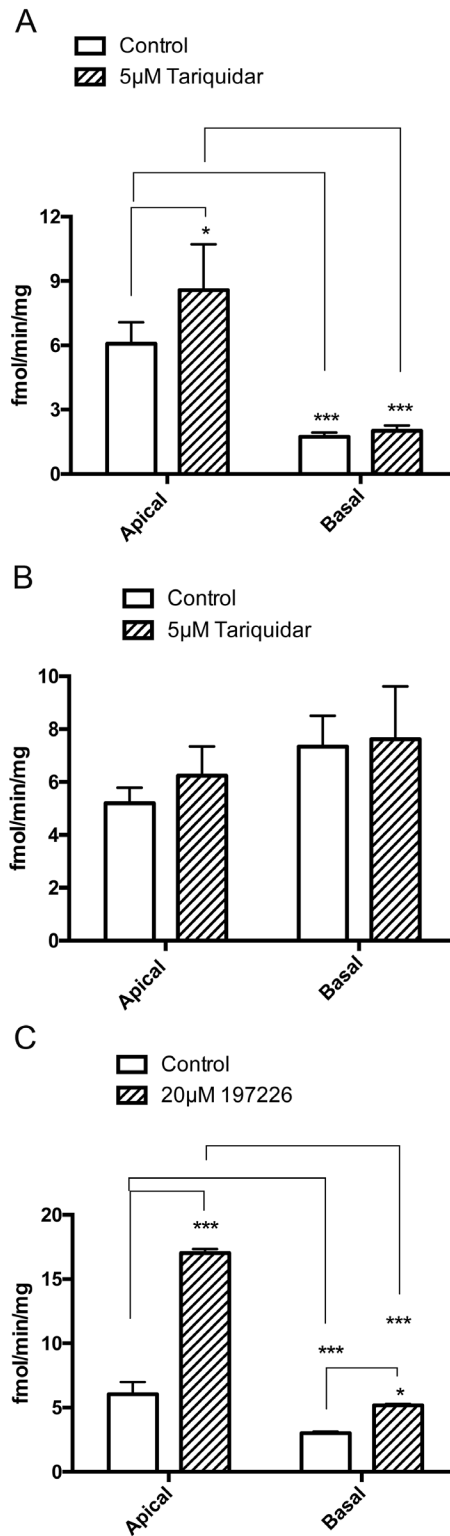 A
Control
5µM Tariquidar
*
12
9
6
3
0
fmol/min/mg
***
***
Apical
Basal
B
Control
5µM Tariquidar
10
8
6
4
2
0
fmol/min/mg
Apical
Basal
C
Control
20µM 197226
20
15
10
5
0
fmol/min/mg
***
***
***
*
Apical
Basal